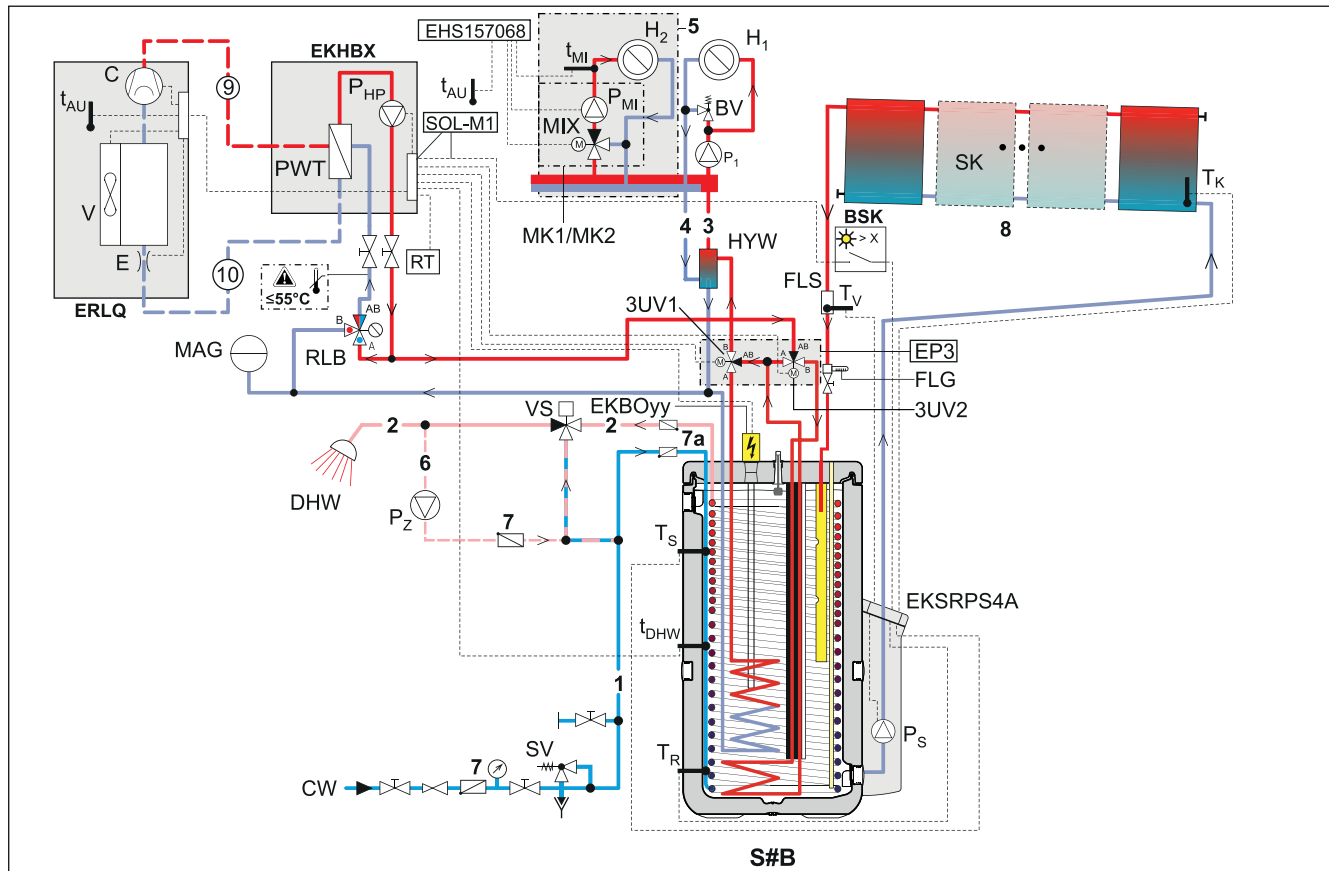 EHS157068
5
H2
H1
EKHBX
C
9
tMI
tAU
PHP
tAU
PMI
BV
SOL-M1
MIX
M
P1
PWT
SK
TK
V
MK1/MK2
4
3
HYW
BSK
> X
8
E
10
RT
≤55°C
FLS
ERLQ
AB
B
A
3UV1
TV
MAG
RLB
B
AB
A
M
A
AB
B
M
EP3
FLG
3UV2
VS
EKBOyy
2
2
7a
6
DHW
PZ
7
TS
EKSRPS4A
tDHW
1
PS
SV
TR
7
CW
S#B